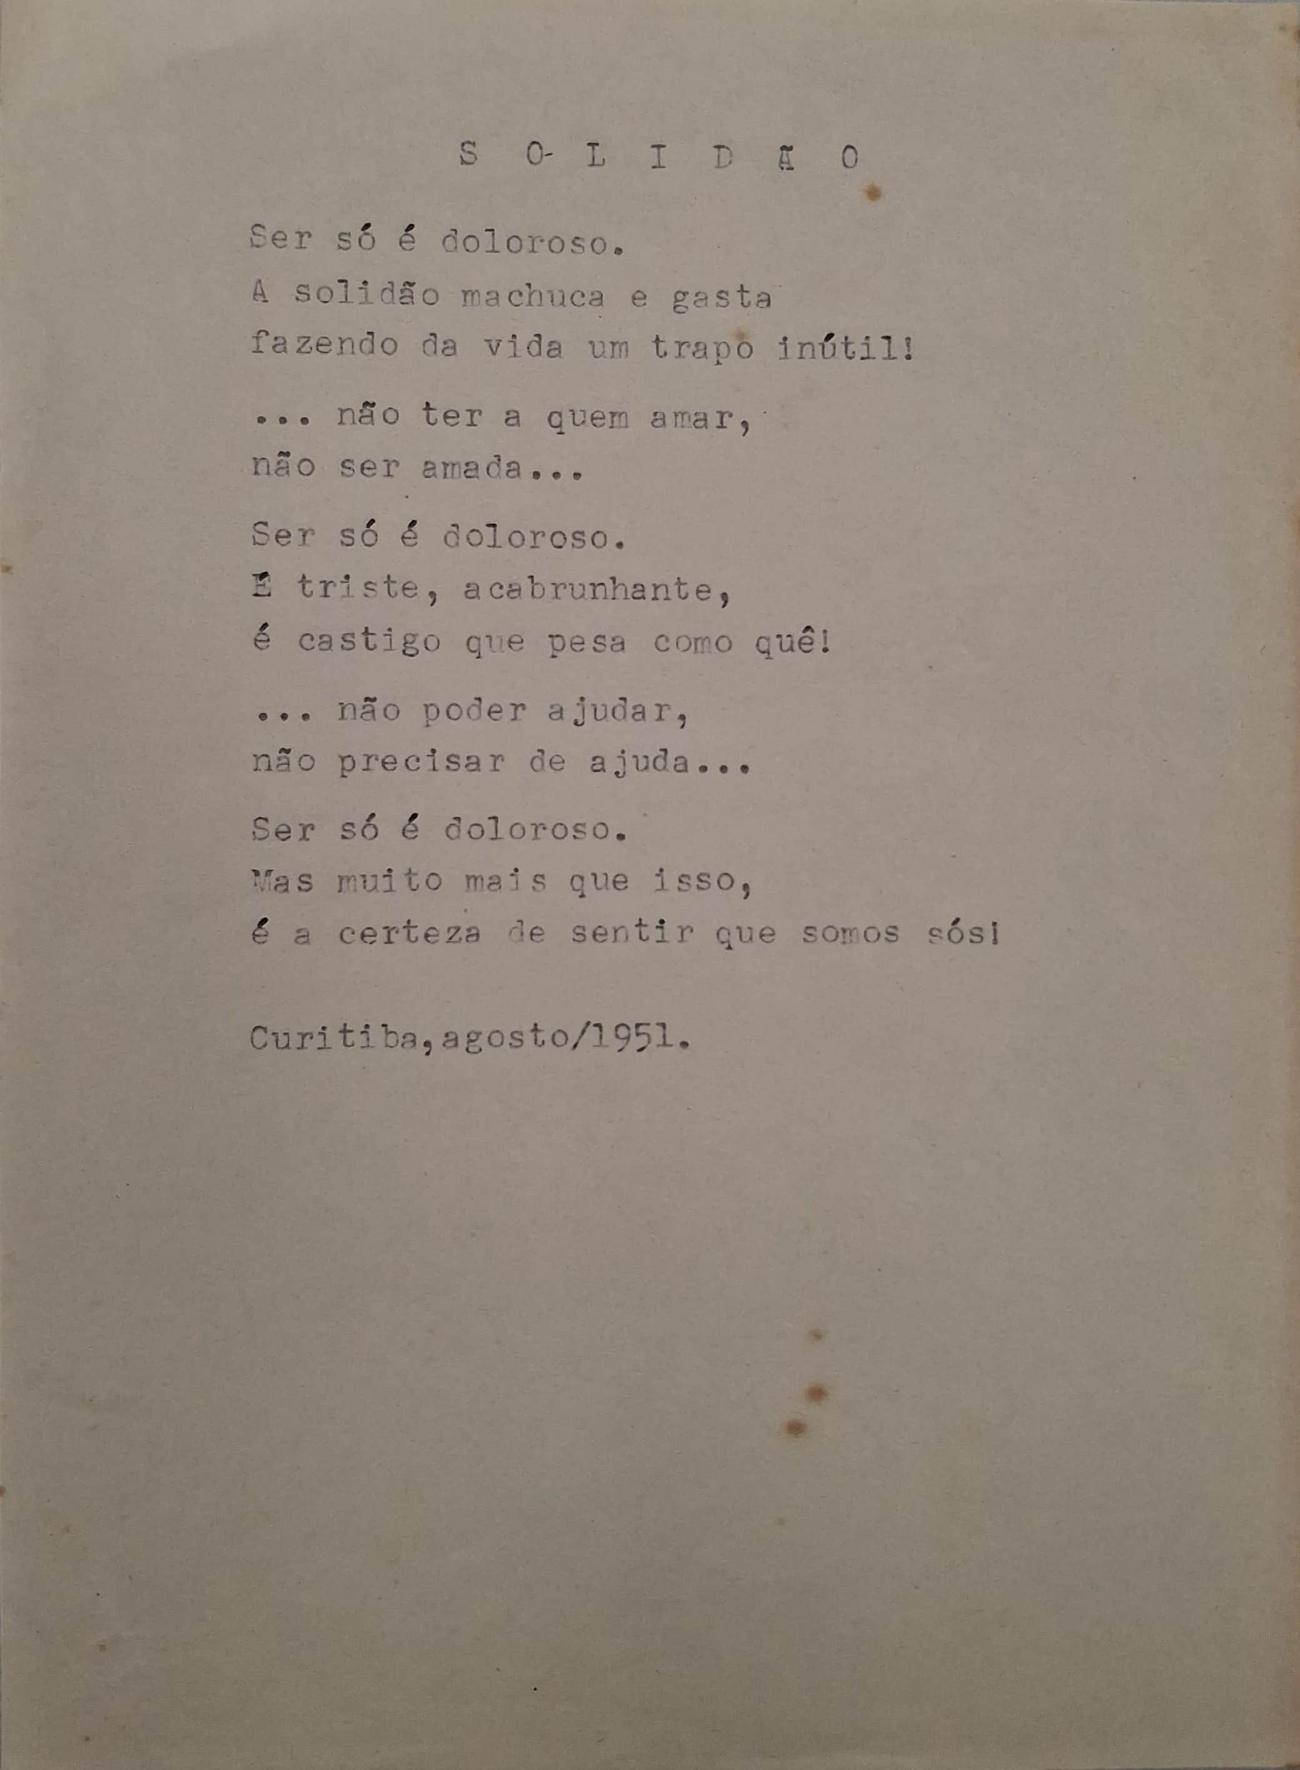 S O- L I D Ã O
Ser só é doloroso.
A solidão machuca e gasta
fazendo da vida um trapo inútil!
... não ter a quem amar,
não ser amada...
Ser só é doloroso.
É triste, acabrunhante,
é castigo que pesa como quê!
... não poder ajudar,
não precisar de ajuda...
Ser só é doloroso.
Mas muito mais que isso,
é a certeza de sentir que somos sós!
Curitiba,agosto/1951.